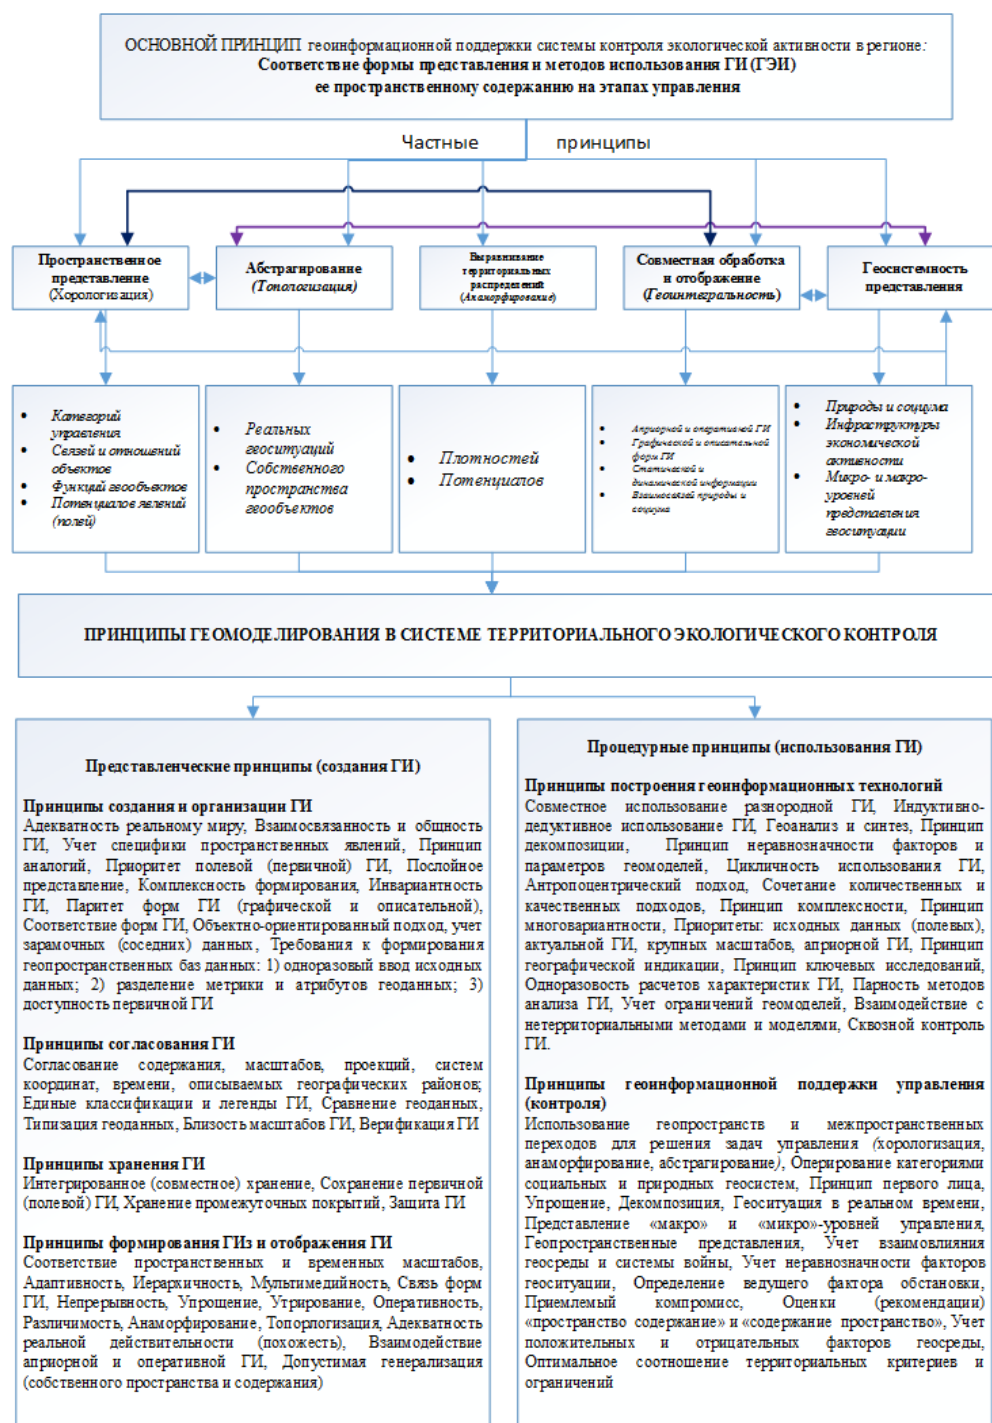 ОСНОВНОЙ ПРИНЦИП геоинформационной поддержки системы контроля экологической активности в регионе:
Соответствие формы представления и методов использования ГИ (ГЭИ)
ее пространственному содержанию на этапах управления
Частные принципы
Пространственное
представление
(Хорологизация)
Абстрагирование
(Топологизация)
Выравнивание
территориальных
распределений
(Анаморфирование)
Совместная обработка
и отображение
(Геоинтегральность)
Геосистемность
представления
• Категорий
управления
• Связей и отношений
объектов
• Функций геообъектов
• Потенциалов явлений
(полей)
• Реальных
геоситуаций
• Собственного
пространства
геообъектов
• Плотностей
• Потенциалов
• Априорной и оперативной ГИ
• Графической и описательной
форм ГИ
• Статической и
динамической информации
• Взаимосвязей природы и
социума
• Природы и социума
• Инфраструктуры
экономической
активности
• Микро- и макро-
уровней
представления
геоситуации
ПРИНЦИПЫ ГЕОМОДЕЛИРОВАНИЯ В СИСТЕМЕ ТЕРРИТОРИАЛЬНОГО ЭКОЛОГИЧЕСКОГО КОНТРОЛЯ
Представленческие принципы (создания ГИ)
Принципы создания и организации ГИ
Адекватность реальному миру, Взаимосвязанность и общность
ГИ, Учет специфики пространственных явлений, Принцип
аналогий, Приоритет полевой (первичной) ГИ, Послойное
представление, Комплексность формирования, Инвариантность
ГИ, Паритет форм ГИ (графической и описательной),
Соответствие форм ГИ, Объектно-ориентированный подход, учет
зарамочных (соседних) данных, Требования к формирования
геопространственных баз данных: 1) одноразовый ввод исходных
данных; 2) разделение метрики и атрибутов геоданных; 3)
доступность первичной ГИ
Принципы согласования ГИ
Согласование содержания, масштабов, проекций, систем
координат, времени, описываемых географических районов;
Единые классификации и легенды ГИ, Сравнение геоданных,
Типизация геоданных, Близость масштабов ГИ, Верификация ГИ
Принципы хранения ГИ
Интегрированное (совместное) хранение, Сохранение первичной
(полевой) ГИ, Хранение промежуточных покрытий, Защита ГИ
Принципы формирования ГИз и отображения ГИ
Соответствие пространственных и временных масштабов,
Адаптивность, Иерархичность, Мультимедийность, Связь форм
ГИ, Непрерывность, Упрощение, Утрирование, Оперативность,
Различимость, Анаморфирование, Топорлогизация, Адекватность
реальной действительности (похожесть), Взаимодействие
априорной и оперативной ГИ, Допустимая генерализация
(собственного пространства и содержания)
Процедурные принципы (использования ГИ)
Принципы построения геоинформационных технологий
Совместное использование разнородной ГИ, Индуктивно-
дедуктивное использование ГИ, Геоанализ и синтез, Принцип
декомпозиции, Принцип неравнозначности факторов и
параметров геомоделей, Цикличность использования ГИ,
Антропоцентрический подход, Сочетание количественных и
качественных подходов, Принцип комплексности, Принцип
многовариантности, Приоритеты: исходных данных (полевых),
актуальной ГИ, крупных масштабов, априорной ГИ, Принцип
географической индикации, Принцип ключевых исследований,
Одноразовость расчетов характеристик ГИ, Парность методов
анализа ГИ, Учет ограничений геомоделей, Взаимодействие с
нетерриториальными методами и моделями, Сквозной контроль
ГИ.
Принципы геоинформационной поддержки управления
(контроля)
Использование геопространств и межпространственных
переходов для решения задач управления (хорологизация,
анаморфирование, абстрагирование), Оперирование категориями
социальных и природных геосистем, Принцип первого лица,
Упрощение, Декомпозиция, Геоситуация в реальном времени,
Представление «макро» и «микро»-уровней управления,
Геопространственные представления, Учет взаимовлияния
геосреды и системы войны, Учет неравнозначности факторов
геоситуации, Определение ведущего фактора обстановки,
Приемлемый компромисс, Оценки (рекомендации)
«пространство содержание» и «содержание пространство», Учет
положительных и отрицательных факторов геосреды,
Оптимальное соотношение территориальных критериев и
ограничений